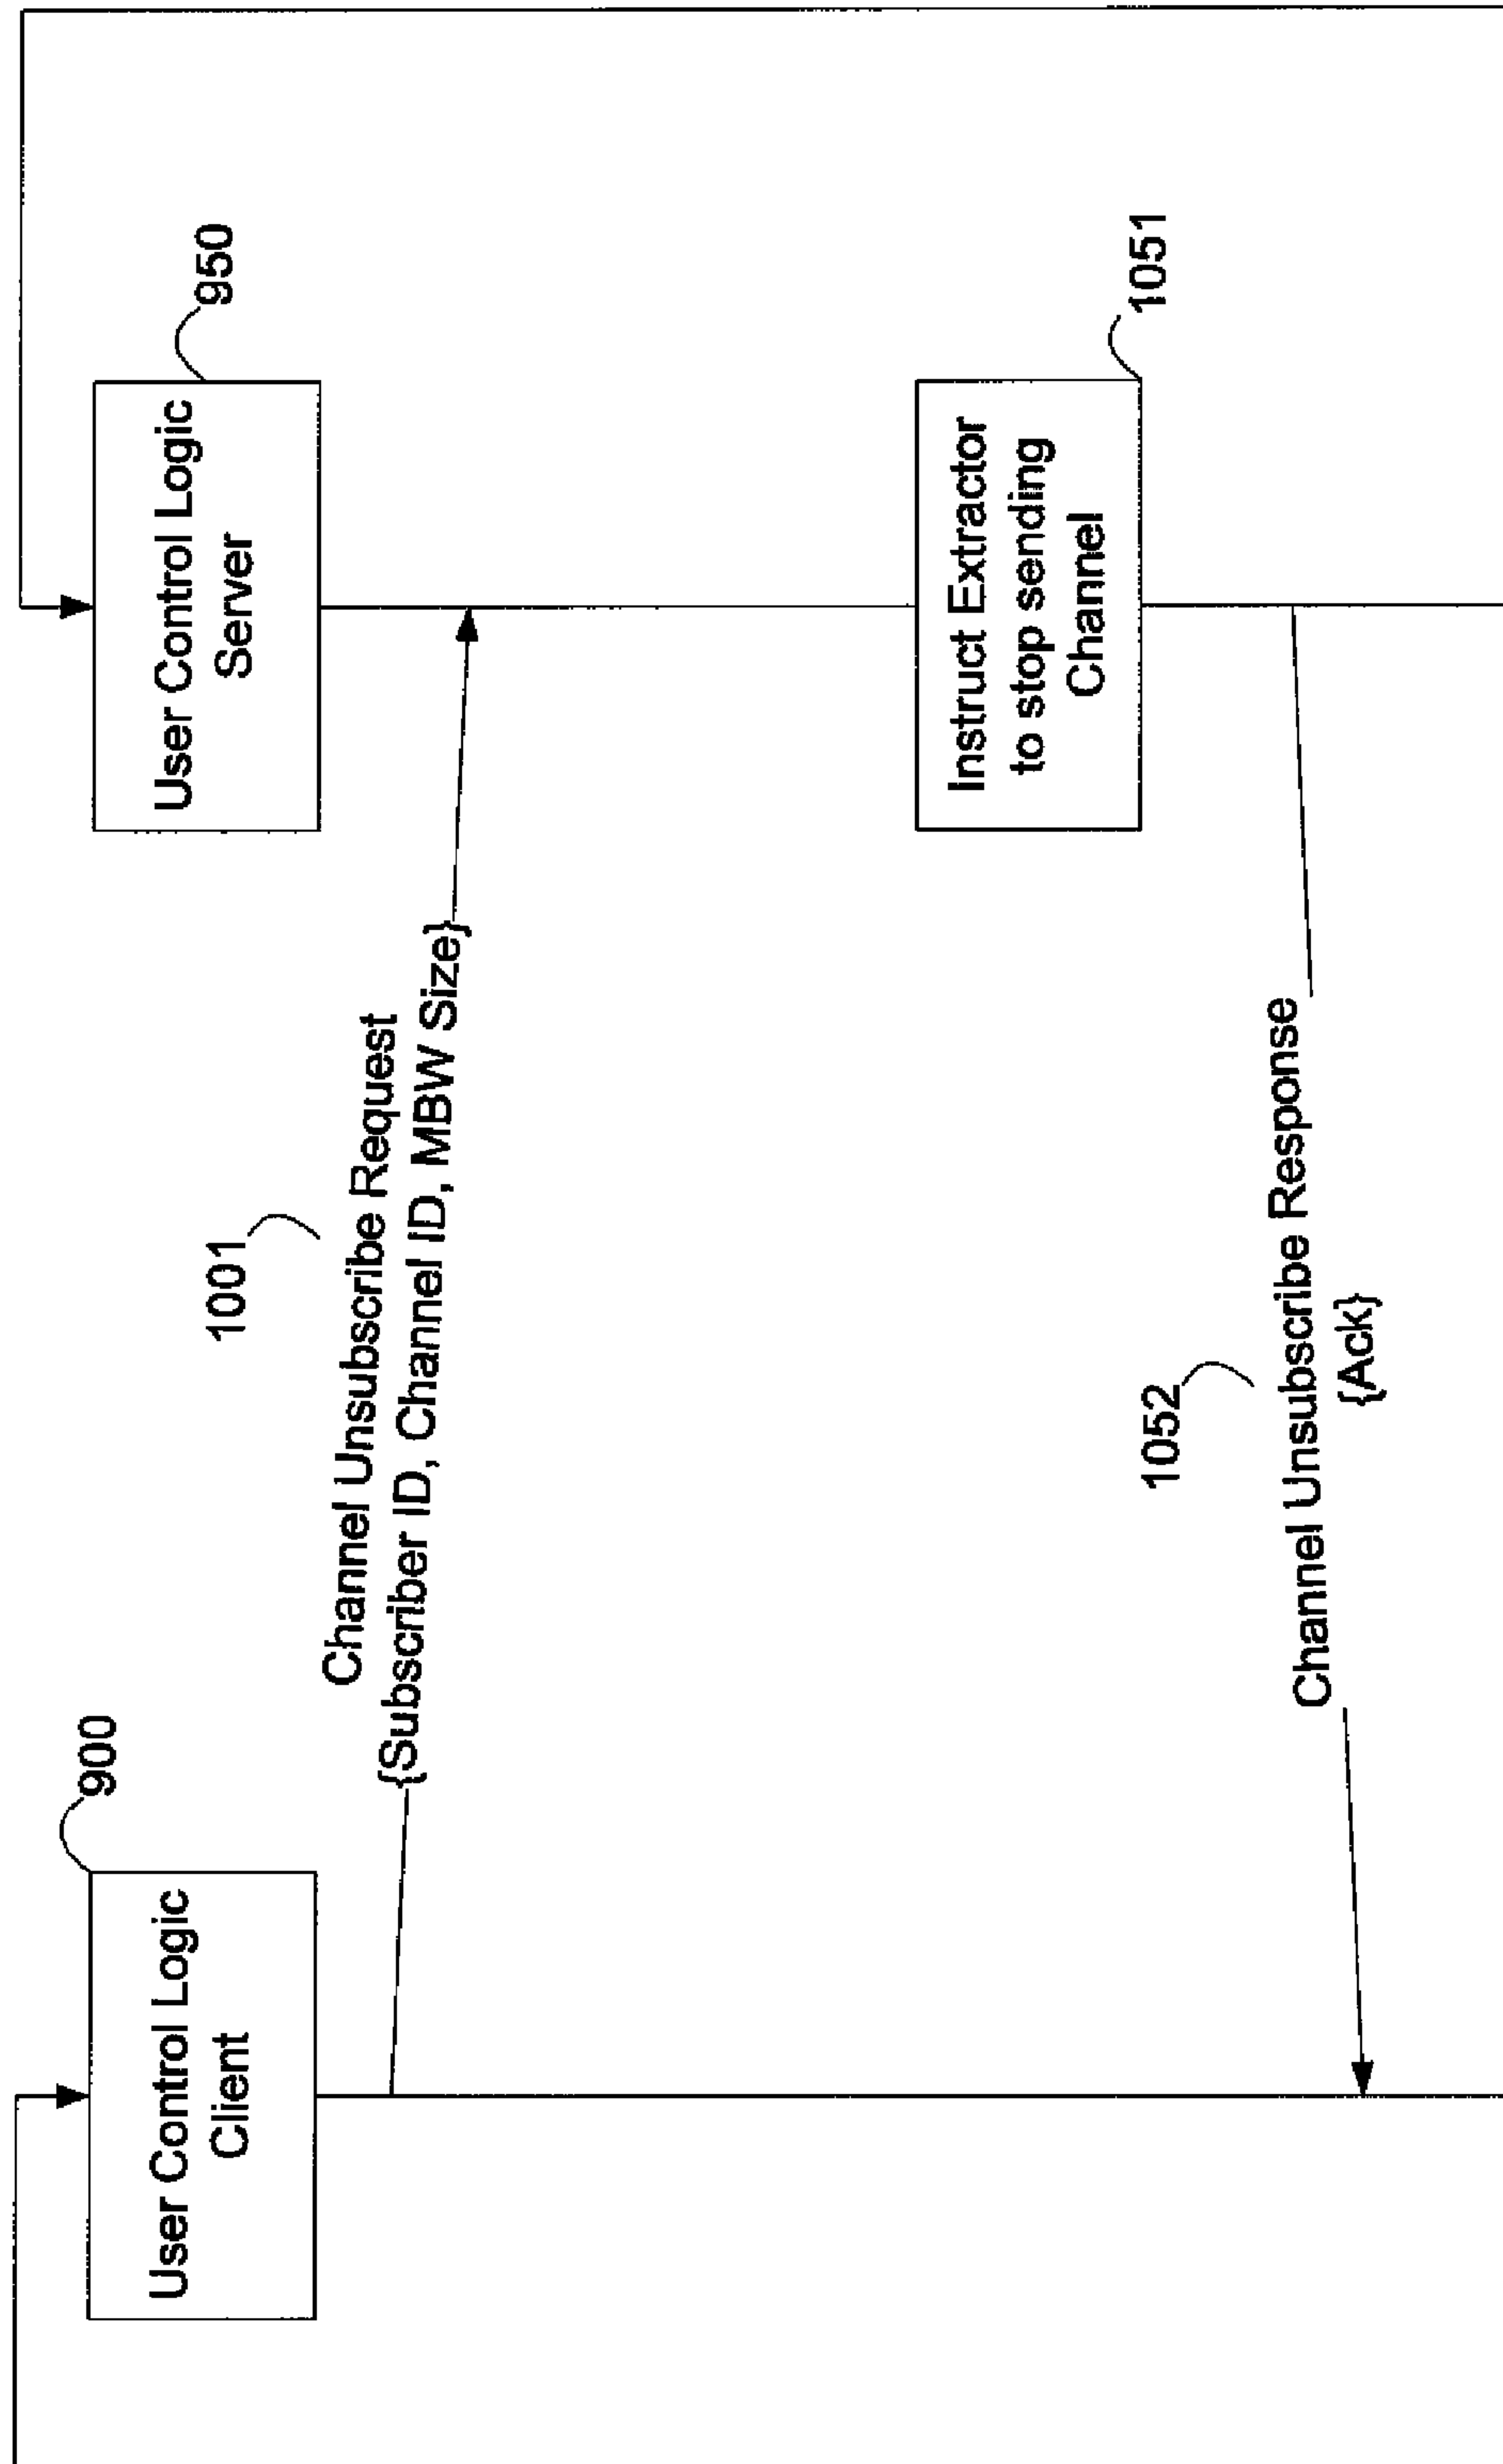 900
User Control Logic
Client
950
User Control Logic
Server
1001
Channel Unsubscribe Request
{Subscriber ID, Channel ID, MBW Size}
1051
Instruct Extractor
to stop sending
Channel
1052
Channel Unsubscribe Response
{Ack}